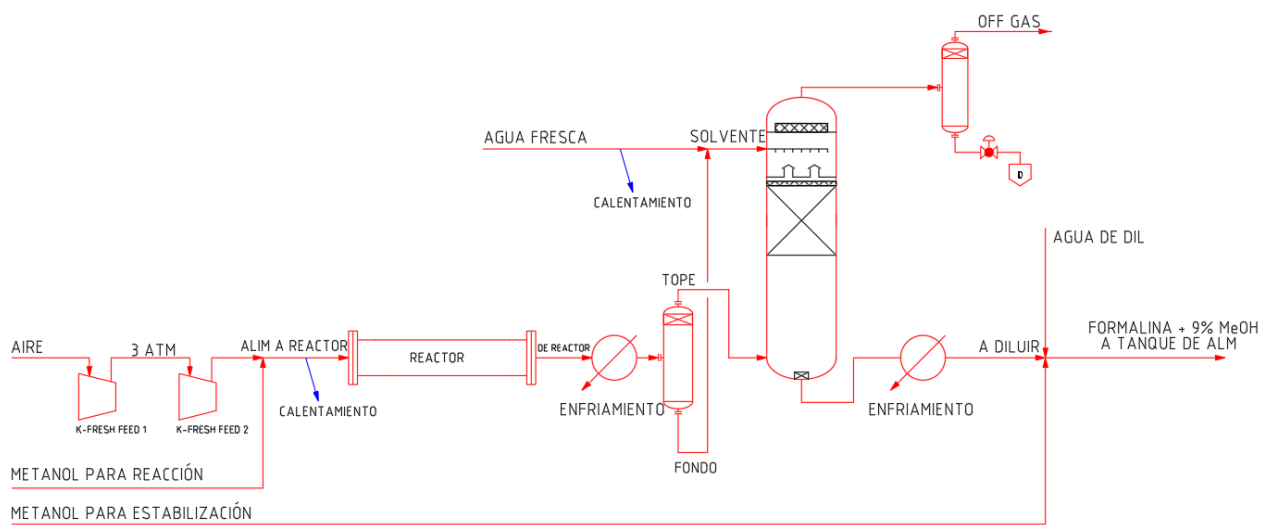 OFF GAS
AGUA FRESCA
SOLVENTE
D
CALENTAMIENTO
AGUA DE DIL
TOPE
AIRE
3 ATM
ALIM A REACTOR
REACTOR
DE REACTOR
A DILUIR
FORMALINA + 9% MeOH
A TANQUE DE ALM
K-FRESH FEED 1
K-FRESH FEED 2
CALENTAMIENTO
ENFRIAMIENTO
ENFRIAMIENTO
FONDO
METANOL PARA REACCIÓN
METANOL PARA ESTABILIZACIÓN